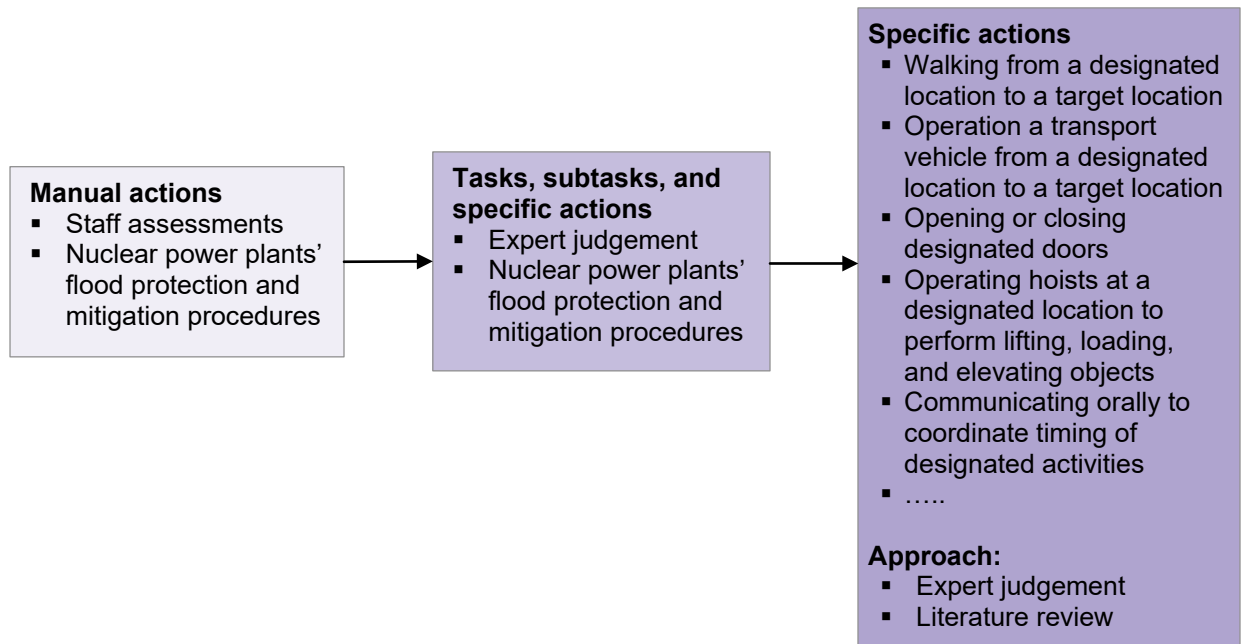 Manual actions
▪ Staff assessments
▪ Nuclear power plants’
flood protection and
mitigation procedures
Tasks, subtasks, and
specific actions
▪ Expert judgement
▪ Nuclear power plants’
flood protection and
mitigation procedures
Specific actions
▪ Walking from a designated
location to a target location
▪ Operation a transport
vehicle from a designated
location to a target location
▪ Opening or closing
designated doors
▪ Operating hoists at a
designated location to
perform lifting, loading,
and elevating objects
▪ Communicating orally to
coordinate timing of
designated activities
▪ …..
Approach:
▪ Expert judgement
▪ Literature review